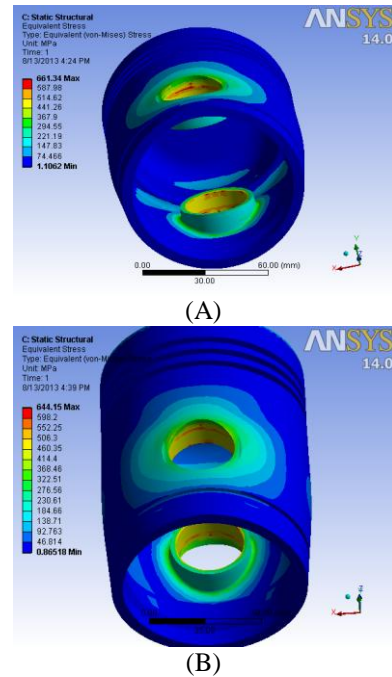 C: Static Structural
Equivalent Stress
Type: Equivalent (von-Mises) Stress
Unit: MPa
Time: 1
8/13/2013 4:24 PM
661.34 Max
587.98
514.62
441.26
367.9
294.55
221.19
147.83
74.466
1.1062 Min
ANSYS
14.0
0.00
60.00 (mm)
30.00
Y
Z
X
(A)
C: Static Structural
Equivalent Stress
Type: Equivalent (von-Mises) Stress
Unit: MPa
Time: 1
8/13/2013 4:39 PM
644.15 Max
598.2
552.25
506.3
460.35
414.4
368.46
322.51
276.56
230.61
184.66
138.71
92.763
46.814
0.86518 Min
ANSYS
14.0
X
(B)